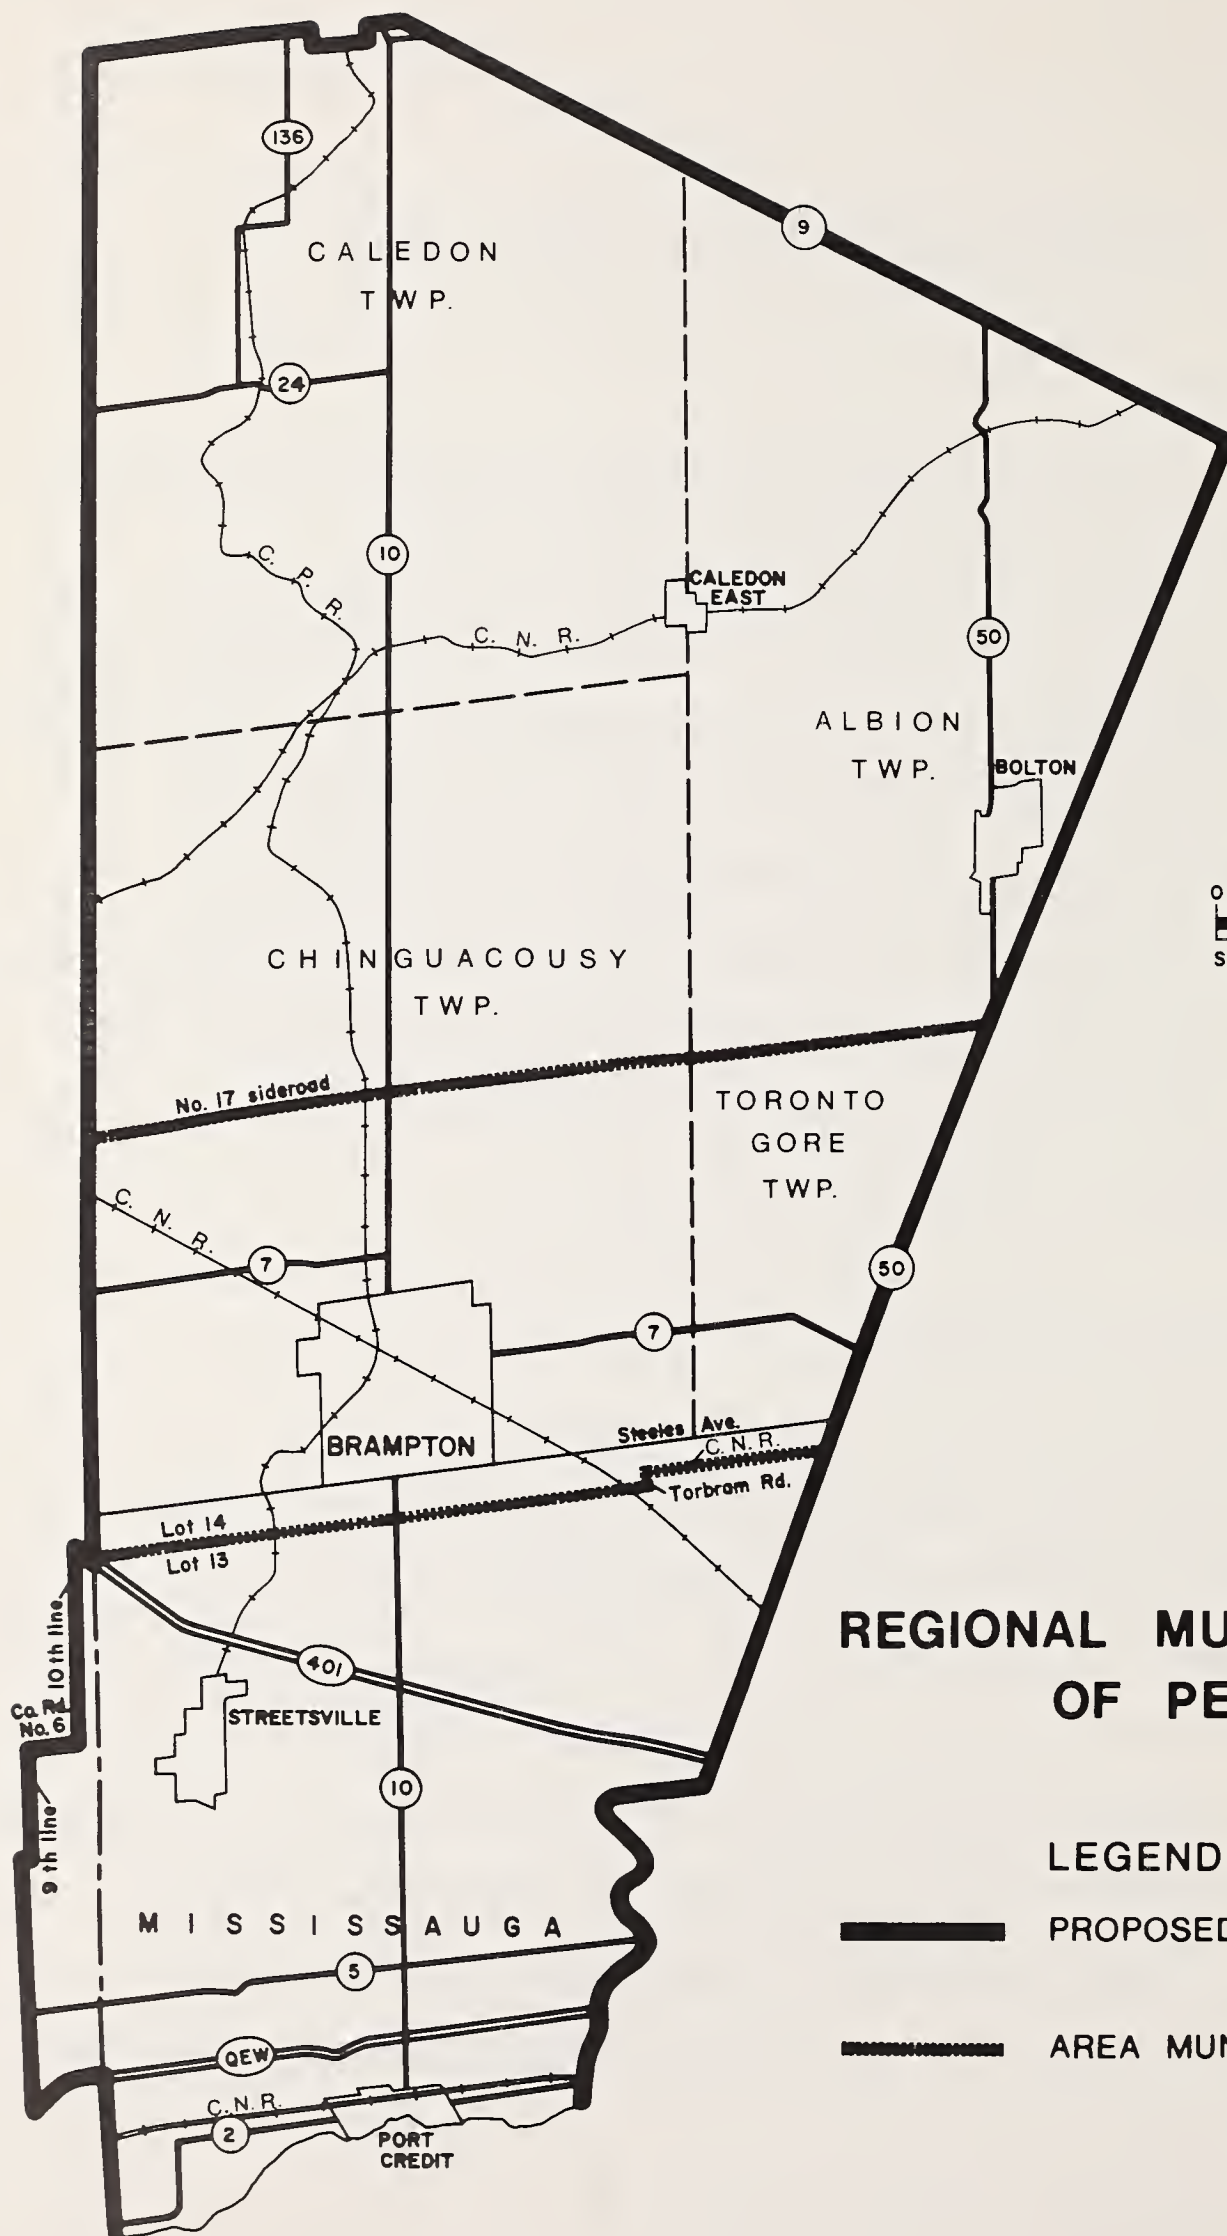 136
9
CALEDON
TWP.
24
10
C. P. R.
CALEDON
EAST
C. N. R.
50
ALBION
TWP.
BOLTON
O
S
CHINGUACOUSY
TWP.
No. 17 sideroad
TORONTO
GORE
TWP.
C. N. R.
7
50
7
BRAMPTON
Steeles Ave.
C. N. R.
Torbram Rd.
Lot 14
Lot 13
10th line
401
Co. Rd.
No. 6
STREETSVILLE
REGIONAL MU
OF PE
10
9th line
LEGEND
MISSISSAUGA
PROPOSED
5
QEW
AREA MUN
C.N.R.
2
PORT
CREDIT